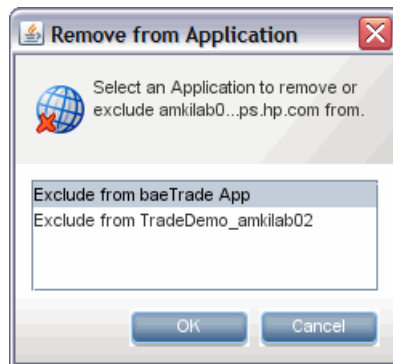 Remove from Application
Select an Application to remove or
exclude amkilab0...ps.hp.com from.
Exclude from baeTrade App
Exclude from TradeDemo_amkilab02
OK
Cancel